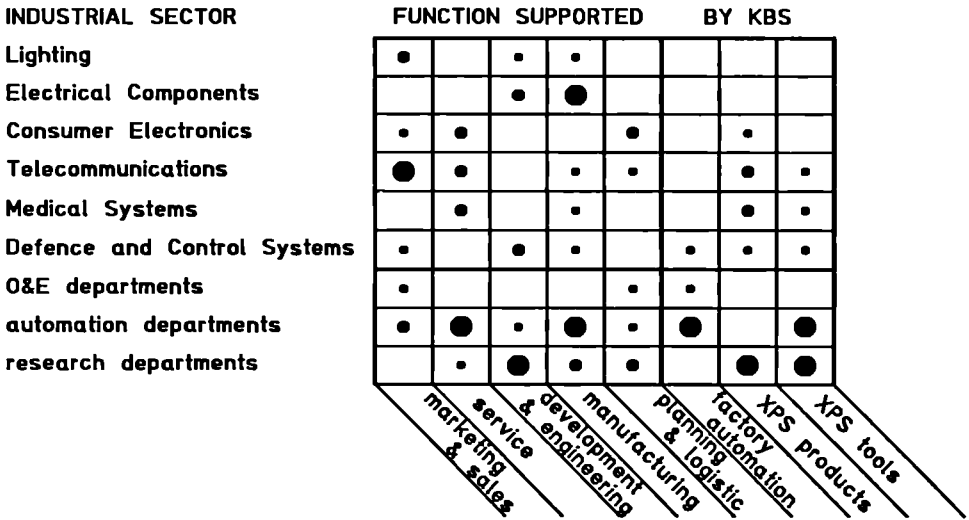 INDUSTRIAL SECTOR FUNCTION SUPPORTED BY KBS
Lighting
Electrical Components
Consumer Electronics
Telecommunications
Medical Systems
Defence and Control Systems
O&E departments
automation departments
research departments
marketing
& sales
service
development
& engineering
manufacturing
planning
& logistic
factory
automation
XPS products
XPS tools